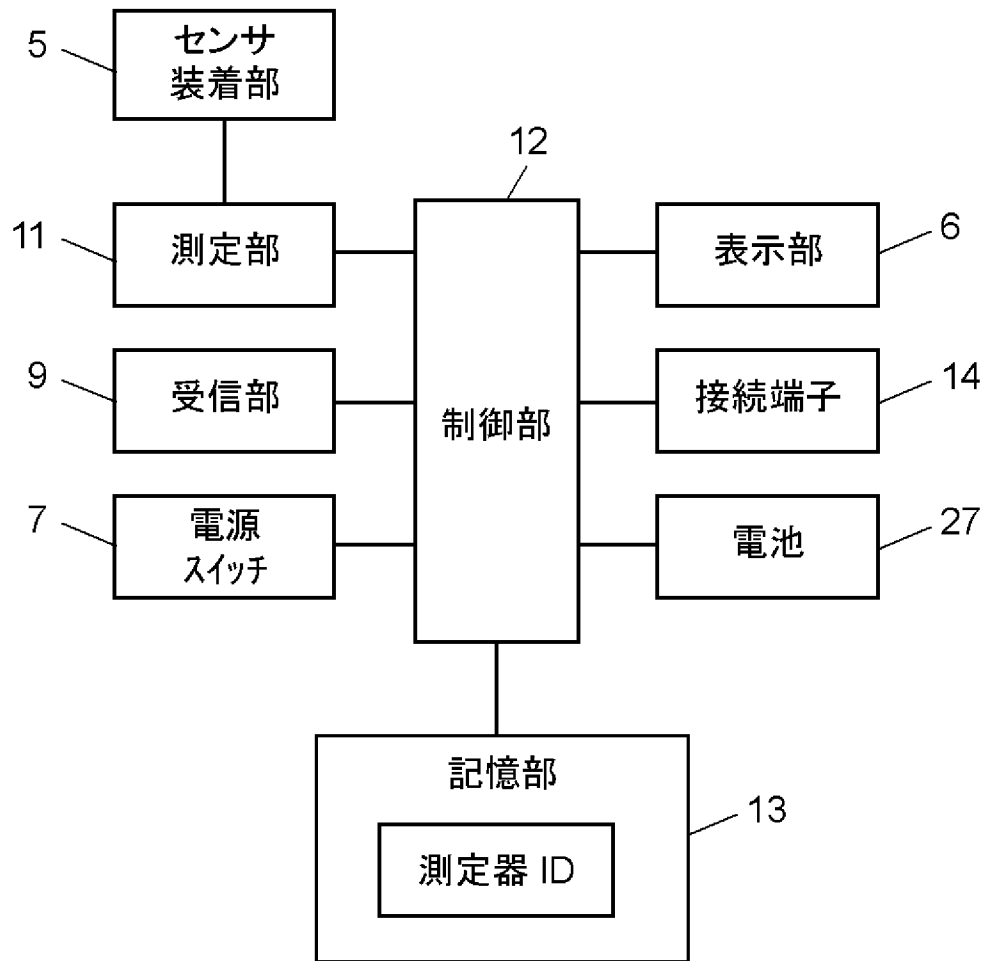 5
センサ
装着部
12
11
測定部
表示部
6
9
受信部
制御部
接続端子
14
7
電源
スイッチ
電池
27
記憶部
13
測定器 ID